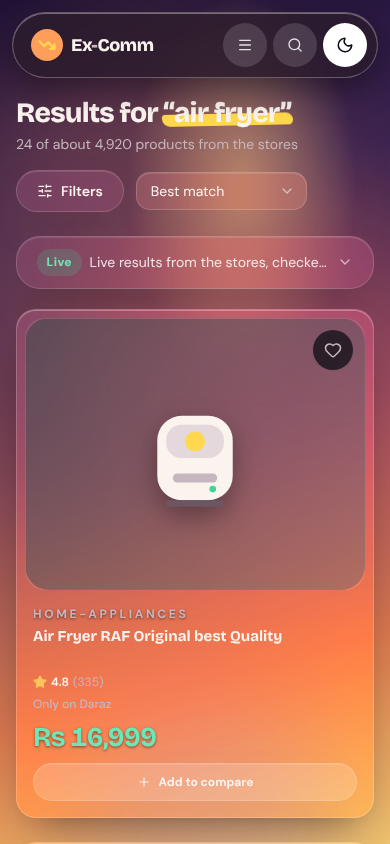 Ex-Comm
Results for “air fryer”
24 of about 4,920 products from the stores
Filters
Best match
Live
Live results from the stores, checke...
HOME-APPLIANCES
Air Fryer RAF Original best Quality
4.8 (335)
Only on Daraz
Rs 16,999
+ Add to compare